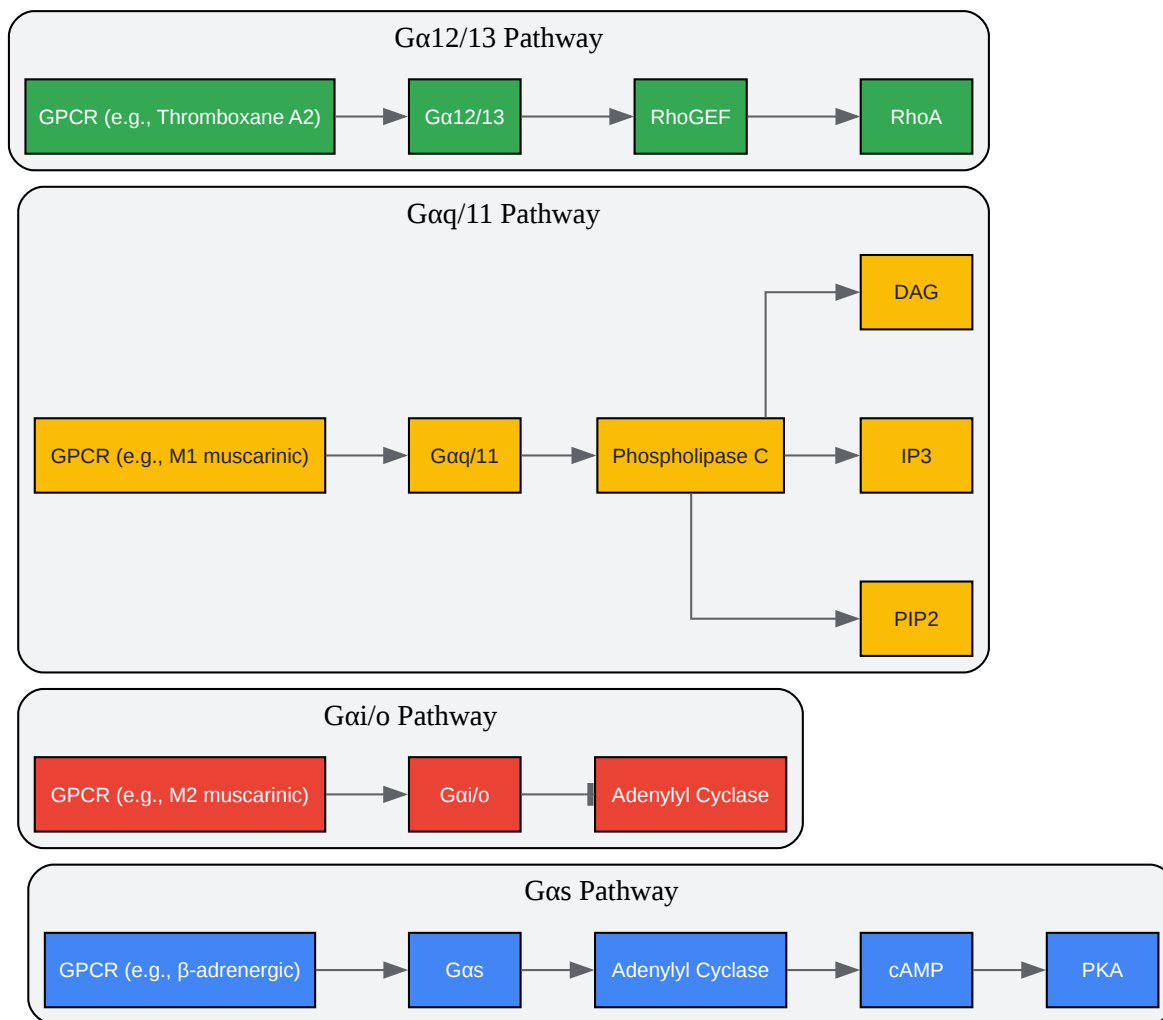 Gα12/13 Pathway
GPCR (e.g., Thromboxane A2)
Gα12/13
RhoGEF
RhoA
Gαq/11 Pathway
DAG
GPCR (e.g., M1 muscarinic)
Gαq/11
Phospholipase C
IP3
PIP2
Gαi/o Pathway
GPCR (e.g., M2 muscarinic)
Gαi/o
Adenylyl Cyclase
Gαs Pathway
GPCR (e.g., β-adrenergic)
Gαs
Adenylyl Cyclase
cAMP
PKA